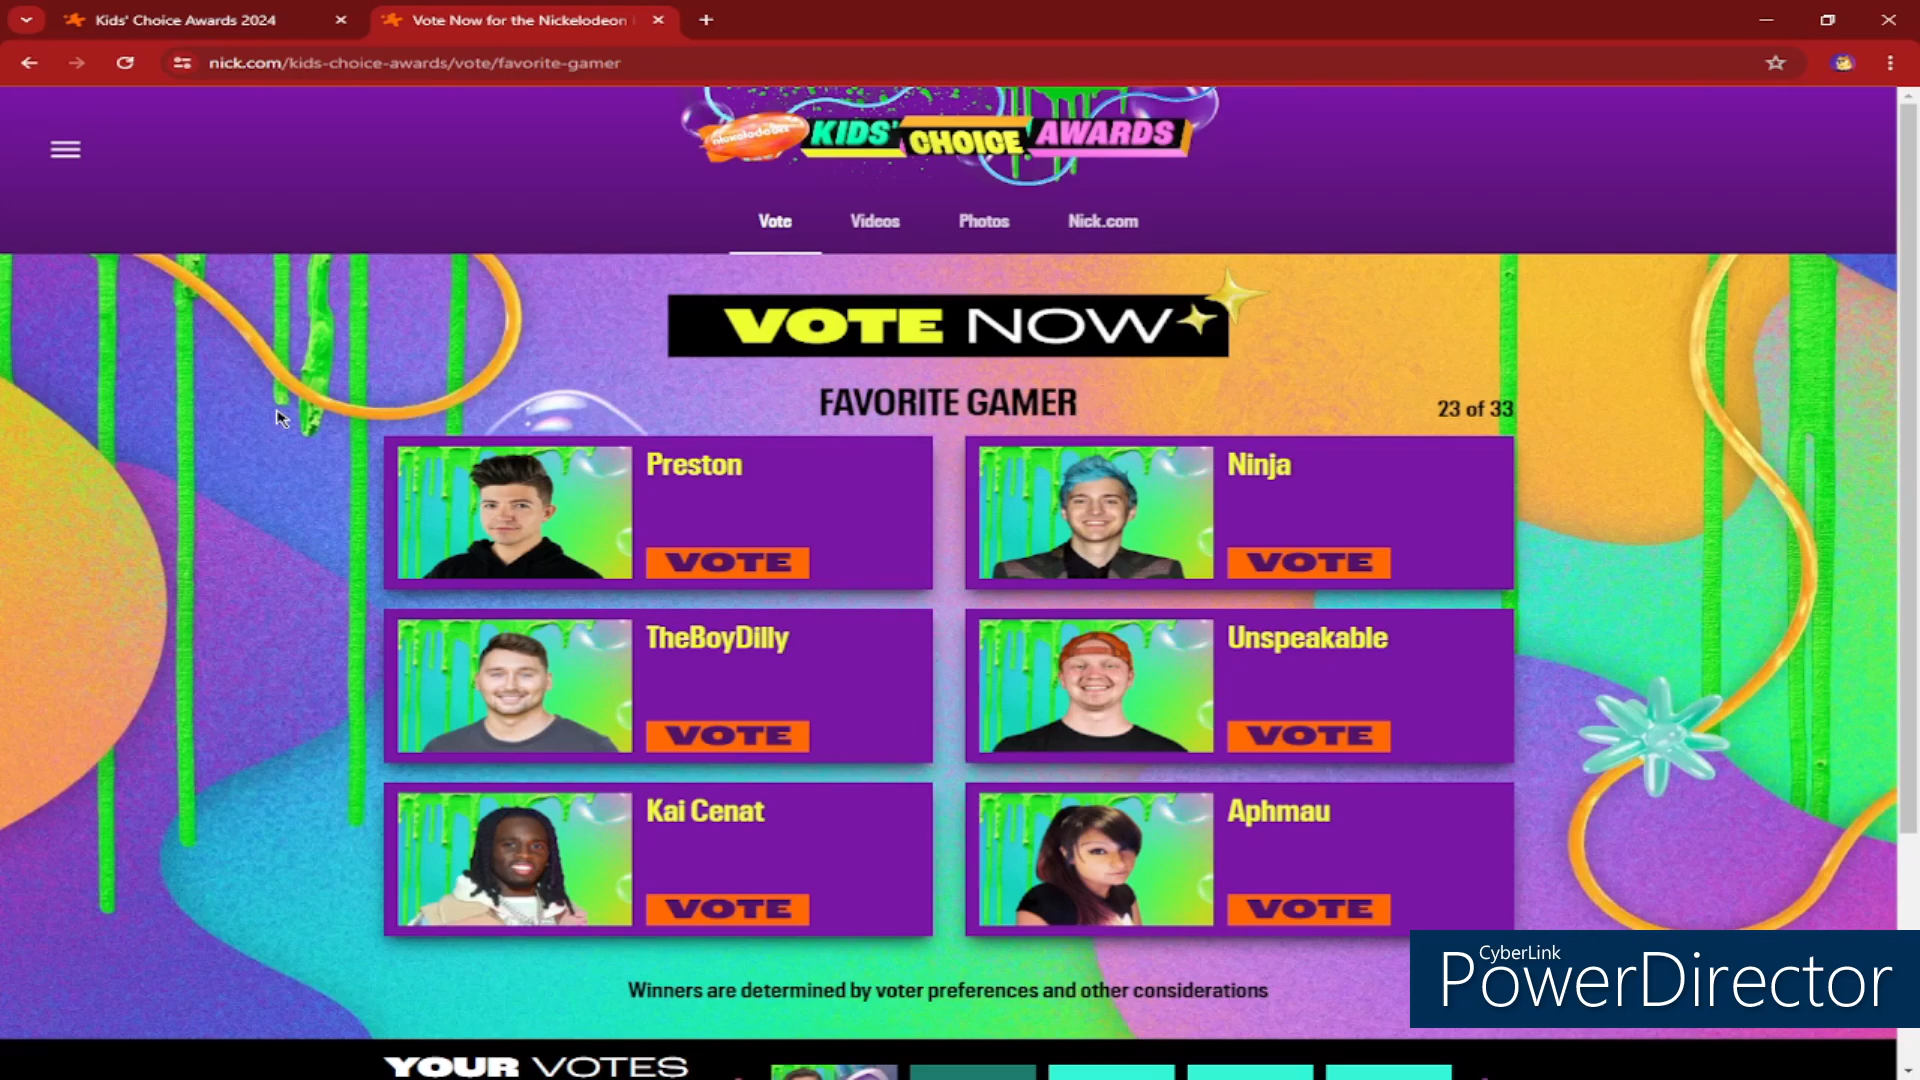 Kids' Choice Awards 2024
Vote Now for the Nickelodeon
nick.com/kids-choice-awards/vote/favorite-gamer
nickelodeon KIDS' CHOICE AWARDS
Vote Videos Photos Nick.com
VOTE NOW
FAVORITE GAMER
23 of 33
Preston
VOTE
Ninja
VOTE
TheBoyDilly
VOTE
Unspeakable
VOTE
Kai Cenat
VOTE
Aphmau
VOTE
Winners are determined by voter preferences and other considerations
CyberLink
PowerDirector
YOUR VOTES